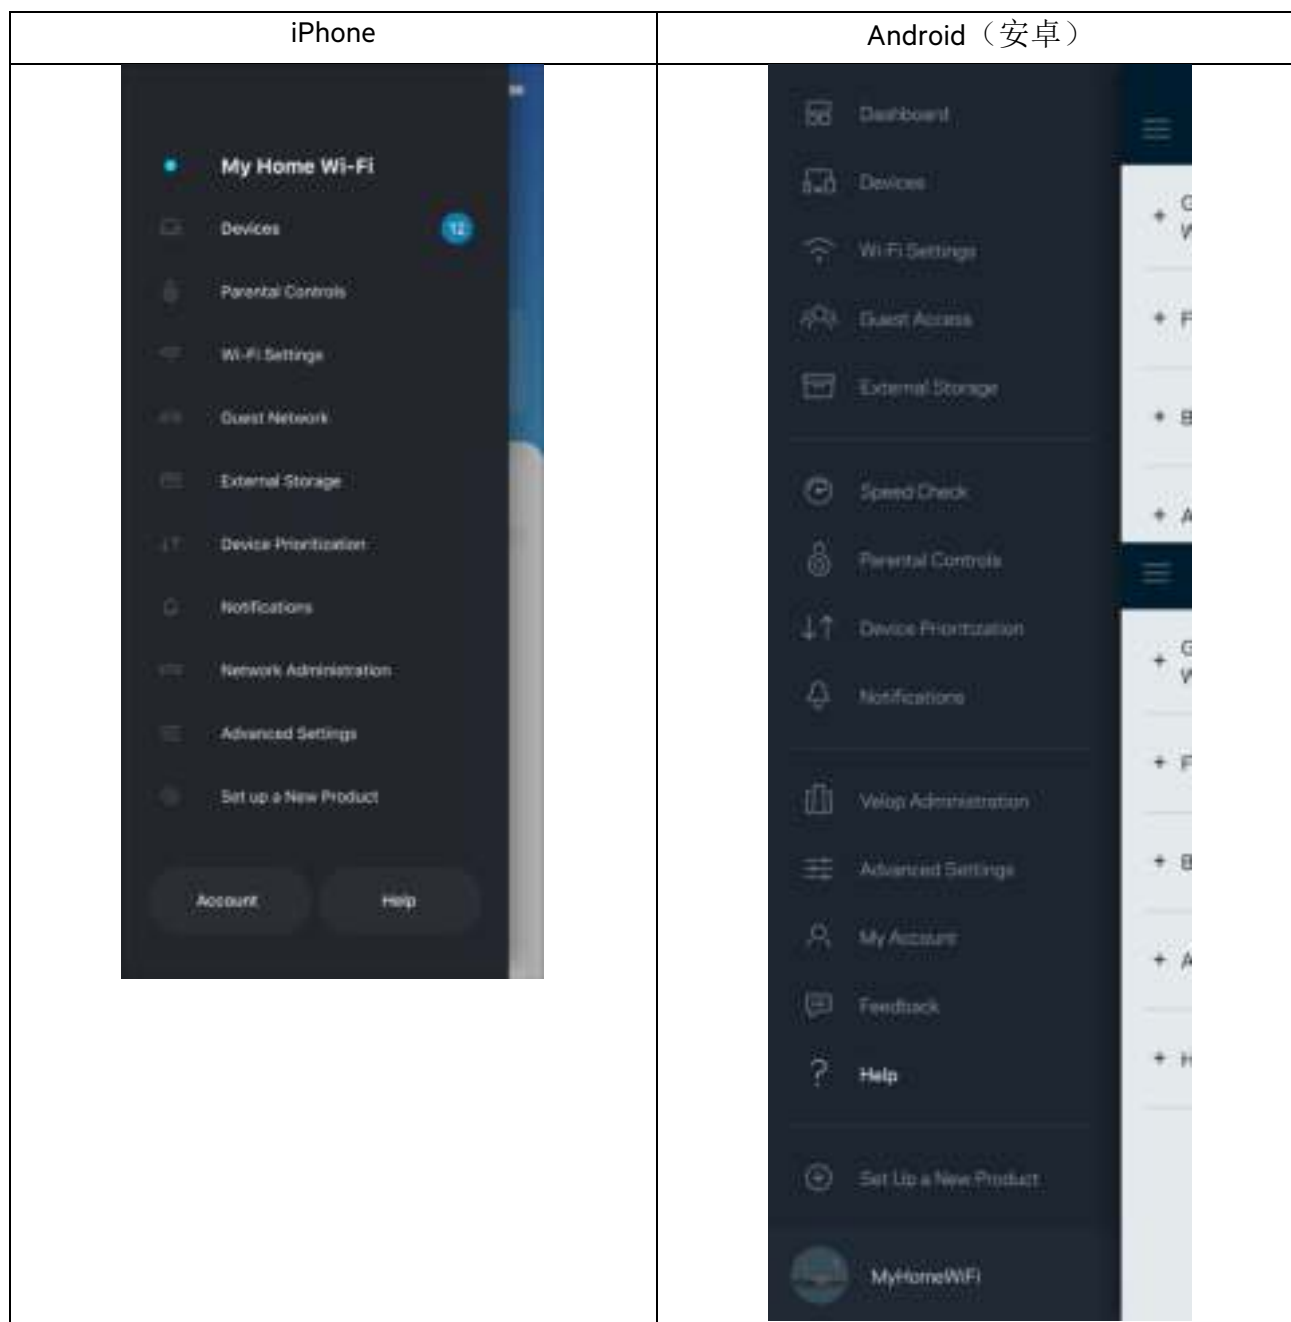 iPhone
Android（安卓）
My Home Wi-Fi
Devices
12
Parental Controls
Wi-Fi Settings
Guest Network
External Storage
Device Prioritization
Notifications
Network Administration
Advanced Settings
Set up a New Product
Account
Help
Dashboard
Devices
Wi-Fi Settings
Guest Access
External Storage
Speed Check
Parental Controls
Device Prioritization
Notifications
Velop Administration
Advanced Settings
My Account
Feedback
Help
Set Up a New Product
MyHomeWiFi
+ G
W
+ F
+ B
+ A
+ G
W
+ F
+ B
+ A
+ H